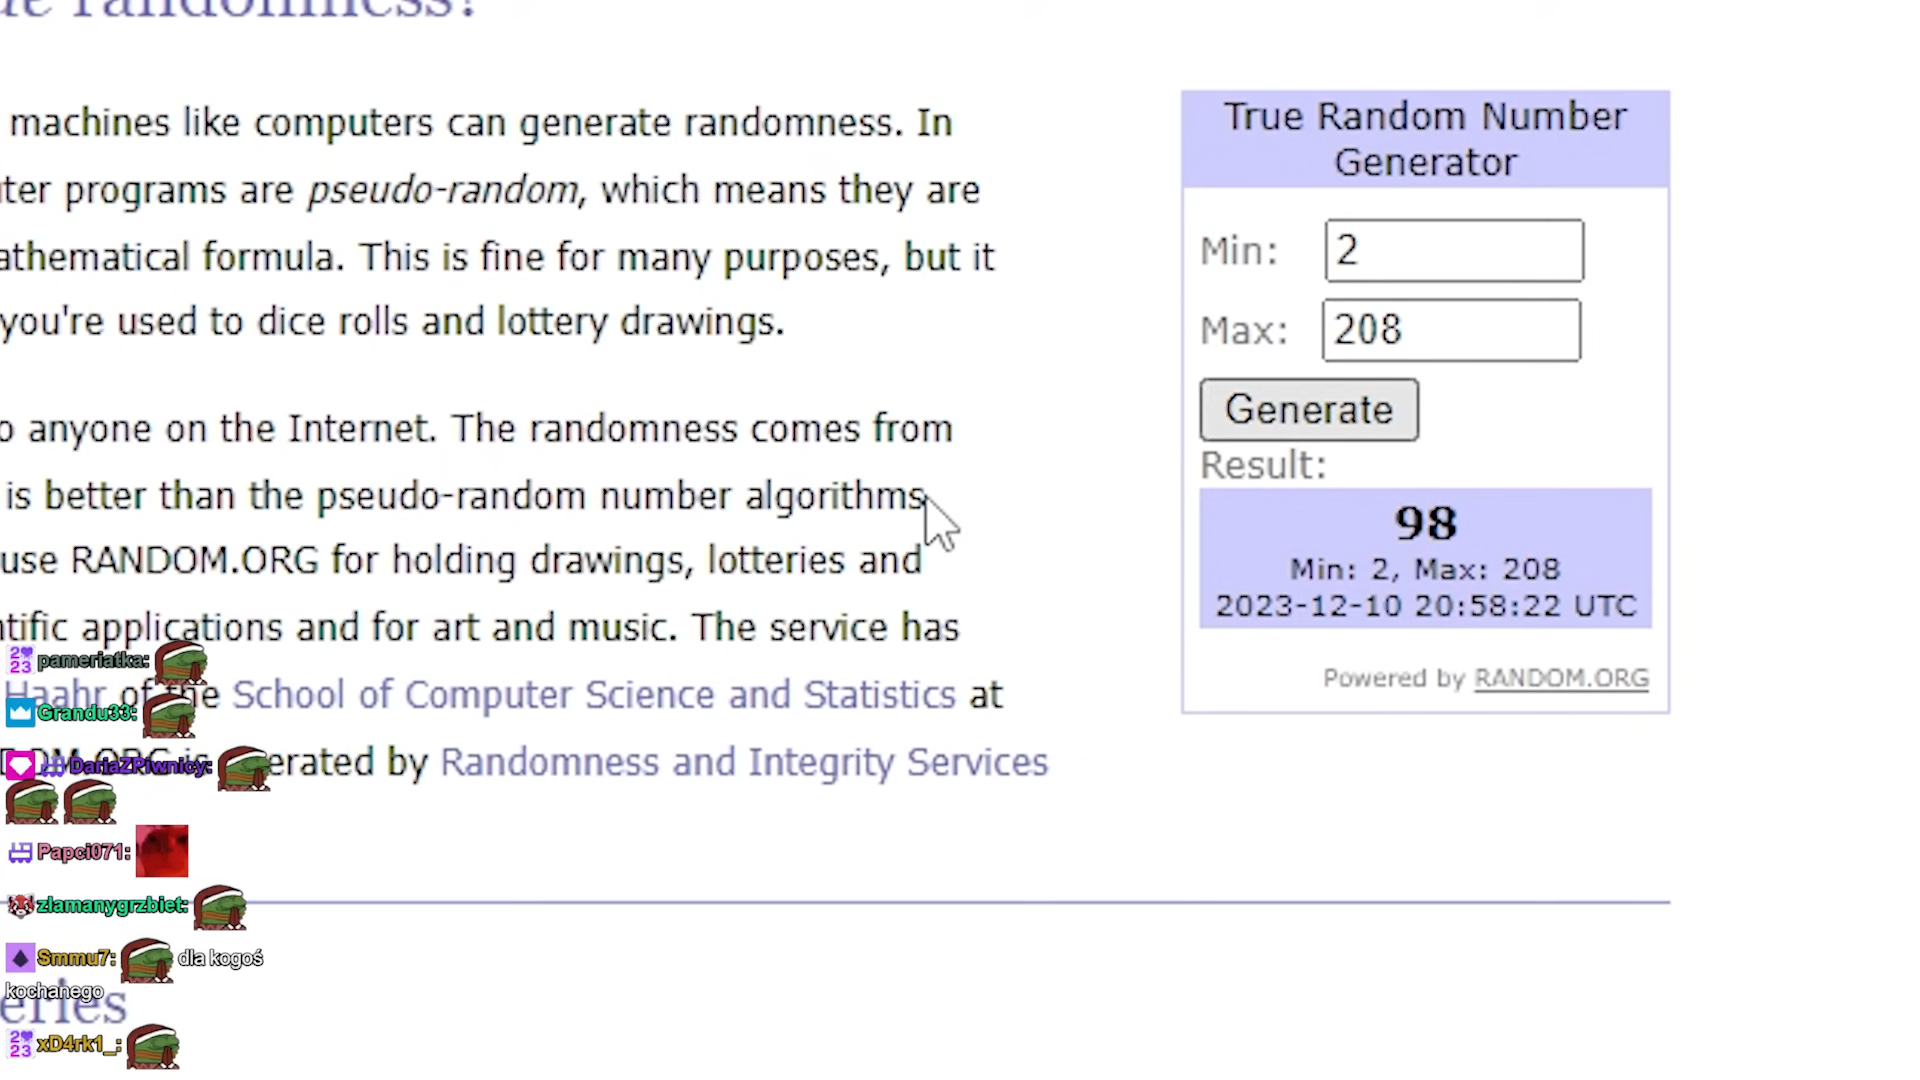 randomness?
machines like computers can generate randomness. In
programs are pseudo-random, which means they are
athematical formula. This is fine for many purposes, but it
you're used to dice rolls and lottery drawings.
o anyone on the Internet. The randomness comes from
is better than the pseudo-random number algorithms
use RANDOM.ORG for holding drawings, lotteries and
ntific applications and for art and music. The service has
Haahr of the School of Computer Science and Statistics at
erated by Randomness and Integrity Services
eries
True Random Number
Generator
Min: 2
Max: 208
Generate
Result:
98
Min: 2, Max: 208
2023-12-10 20:58:22 UTC
Powered by RANDOM.ORG
pameriatka:
Grandu33:
DariaZPiwnicy:
Papci071:
zlamanygrzbiet:
Smmu7: dla kogoś
kochanego
xD4rk1_: